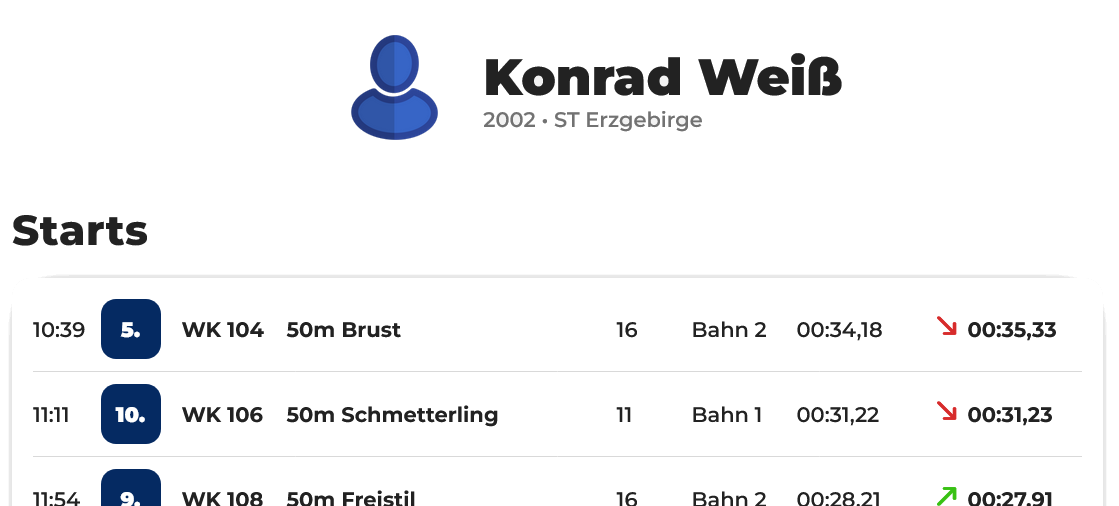 Konrad Weiß
2002 • ST Erzgebirge
Starts
10:39 5. WK 104 50m Brust 16 Bahn 2 00:34,18 00:35,33
11:11 10. WK 106 50m Schmetterling 11 Bahn 1 00:31,22 00:31,23
11:54 9. WK 108 50m Freistil 16 Bahn 2 00:28,21 00:27,91